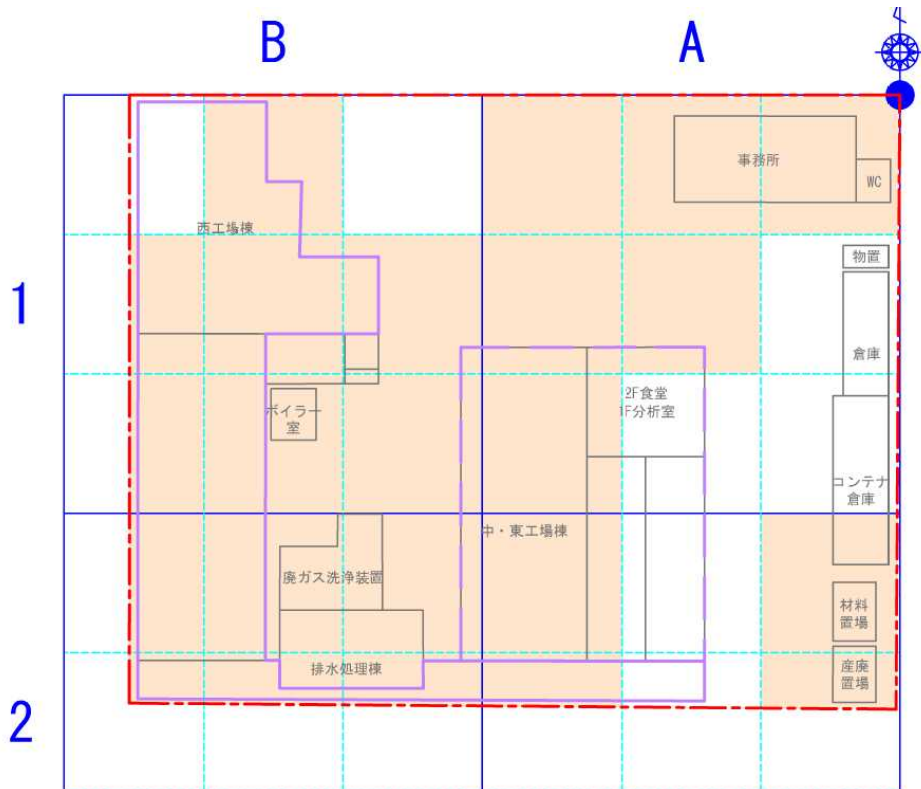 B
A
事務所
WC
西工場棟
物置
1
倉庫
2F食堂
1F分析室
ボイラー
室
コンテナ
倉庫
中・東工場棟
廃ガス洗浄装置
材料
置場
排水処理棟
産廃
置場
2